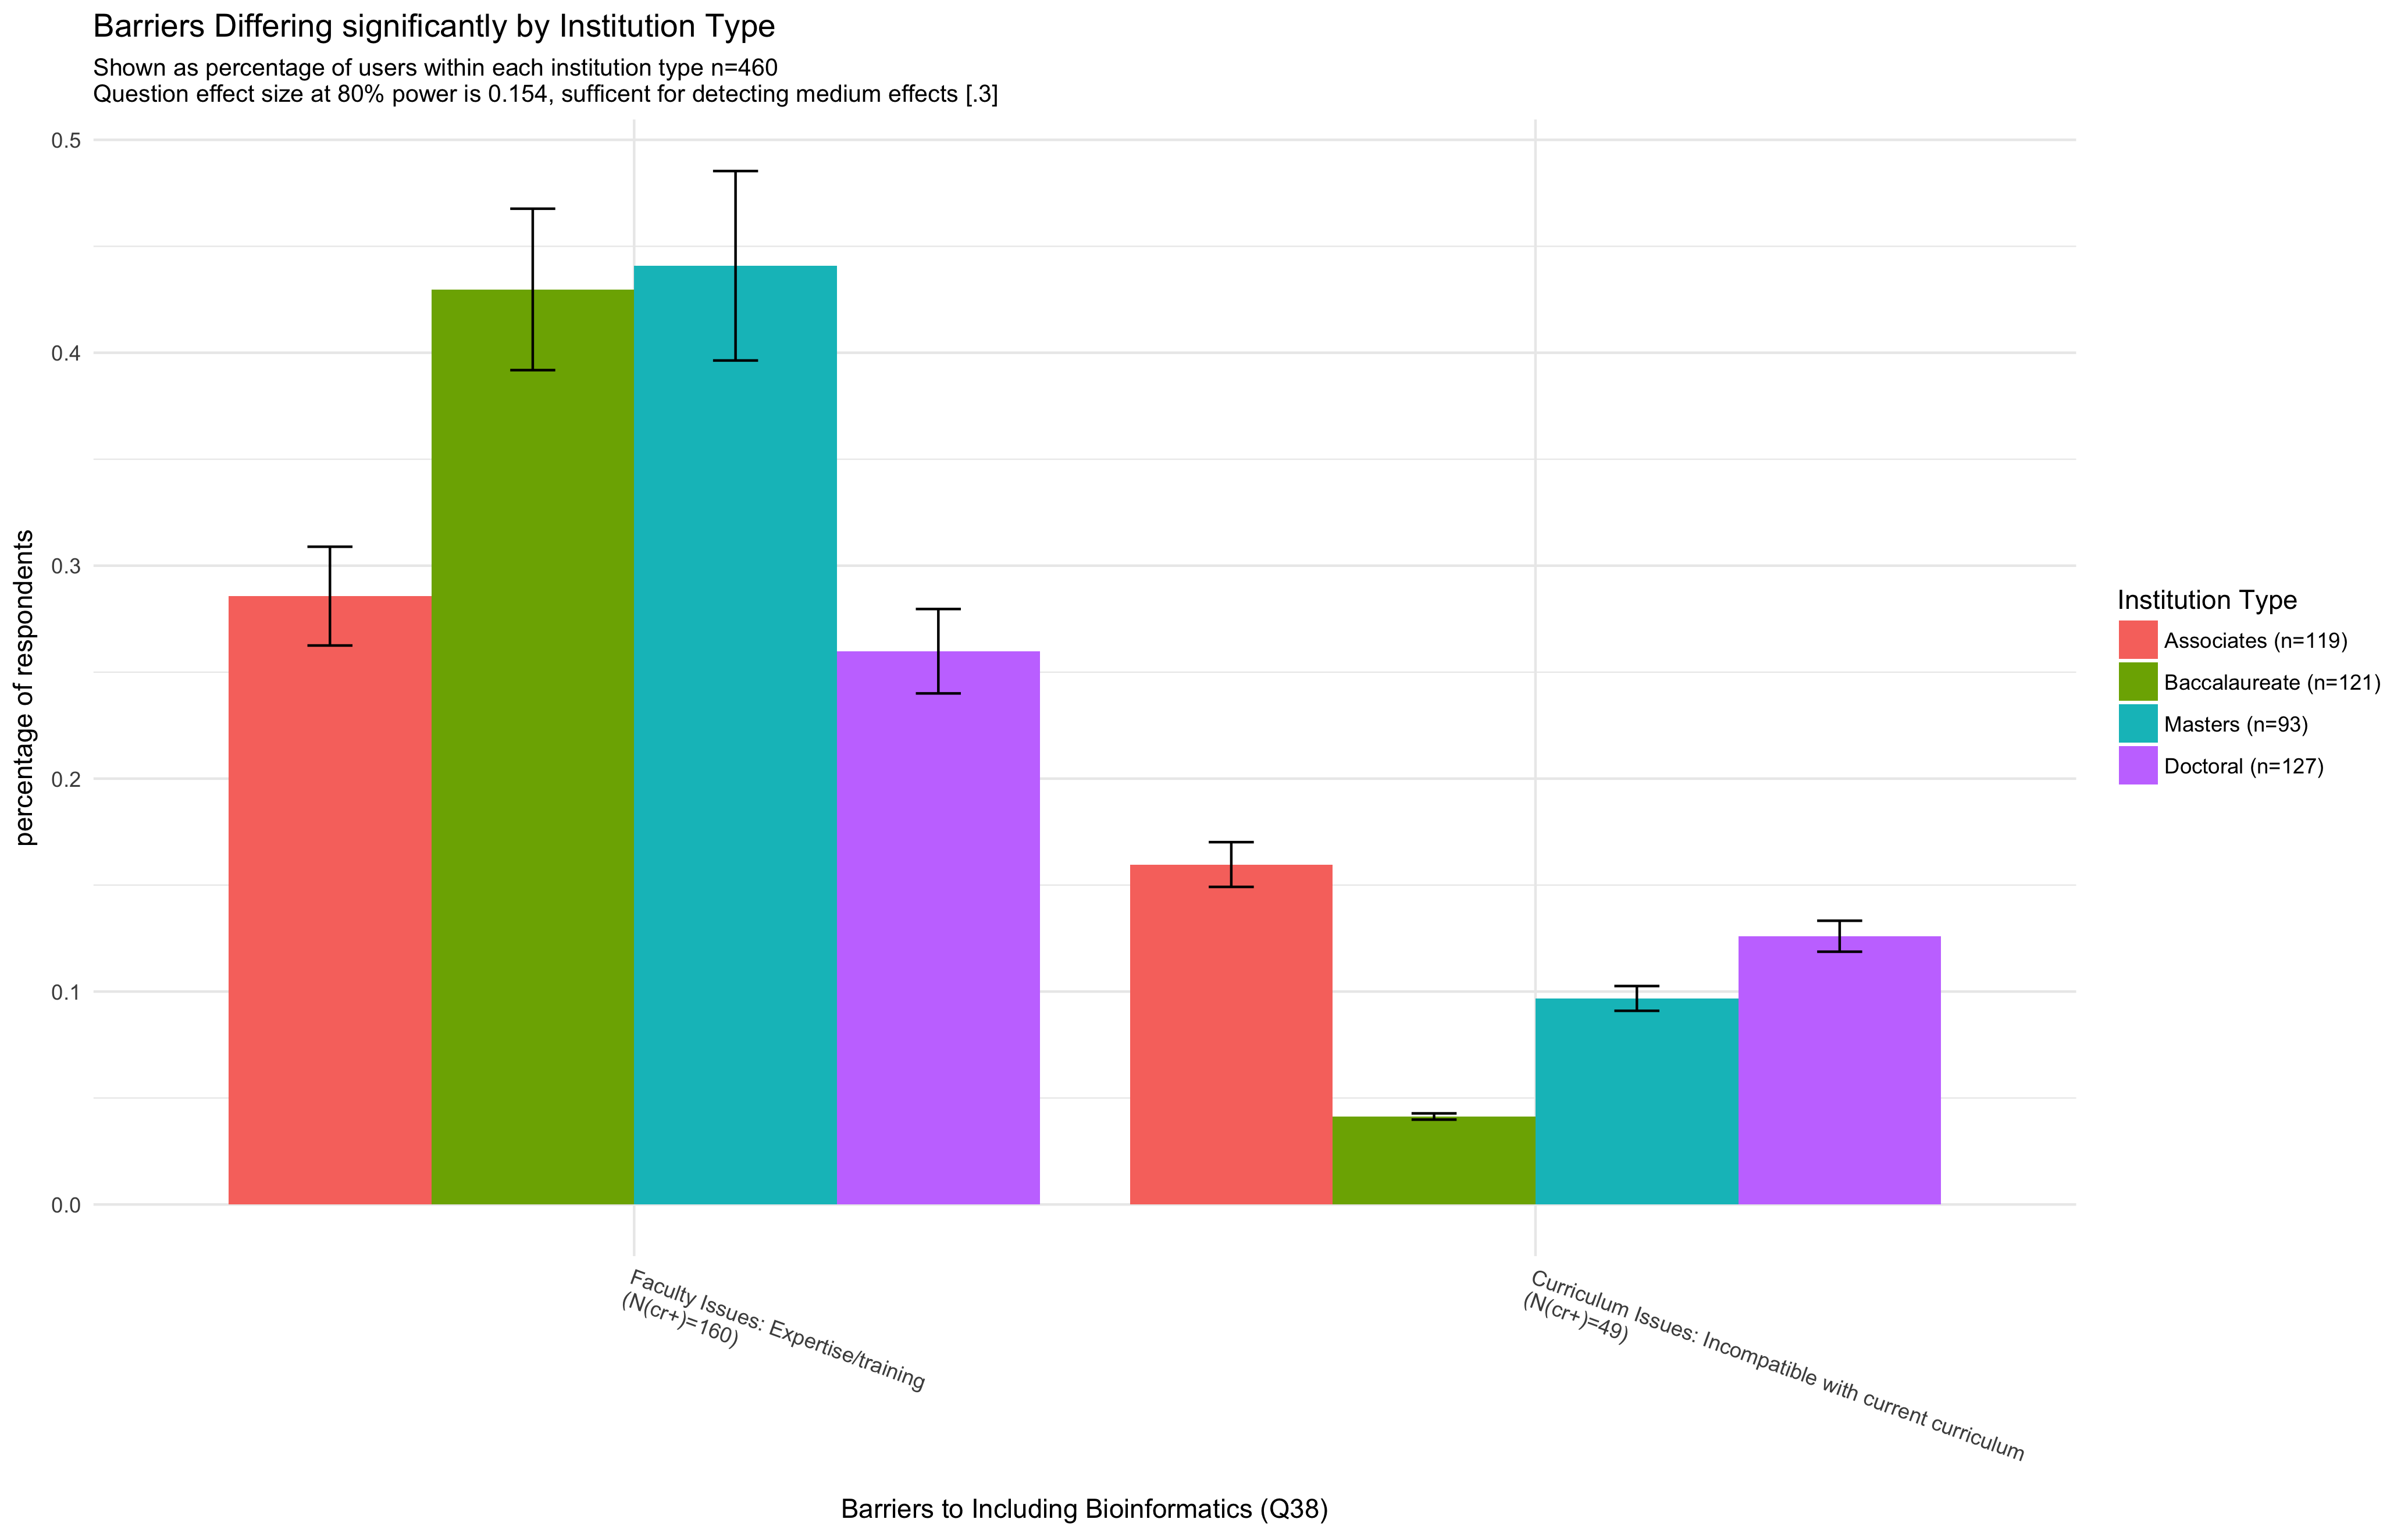 Barriers Differing significantly by Institution Type
Shown as percentage of users within each institution type n=460
Question effect size at 80% power is 0.154, sufficent for detecting medium effects [.3]
percentage of respondents
0.5
0.4
0.3
0.2
0.1
0.0
Faculty Issues: Expertise/training
(N(cr+)=160)
Curriculum Issues: Incompatible with current curriculum
(N(cr+)=49)
Barriers to Including Bioinformatics (Q38)
Institution Type
Associates (n=119)
Baccalaureate (n=121)
Masters (n=93)
Doctoral (n=127)